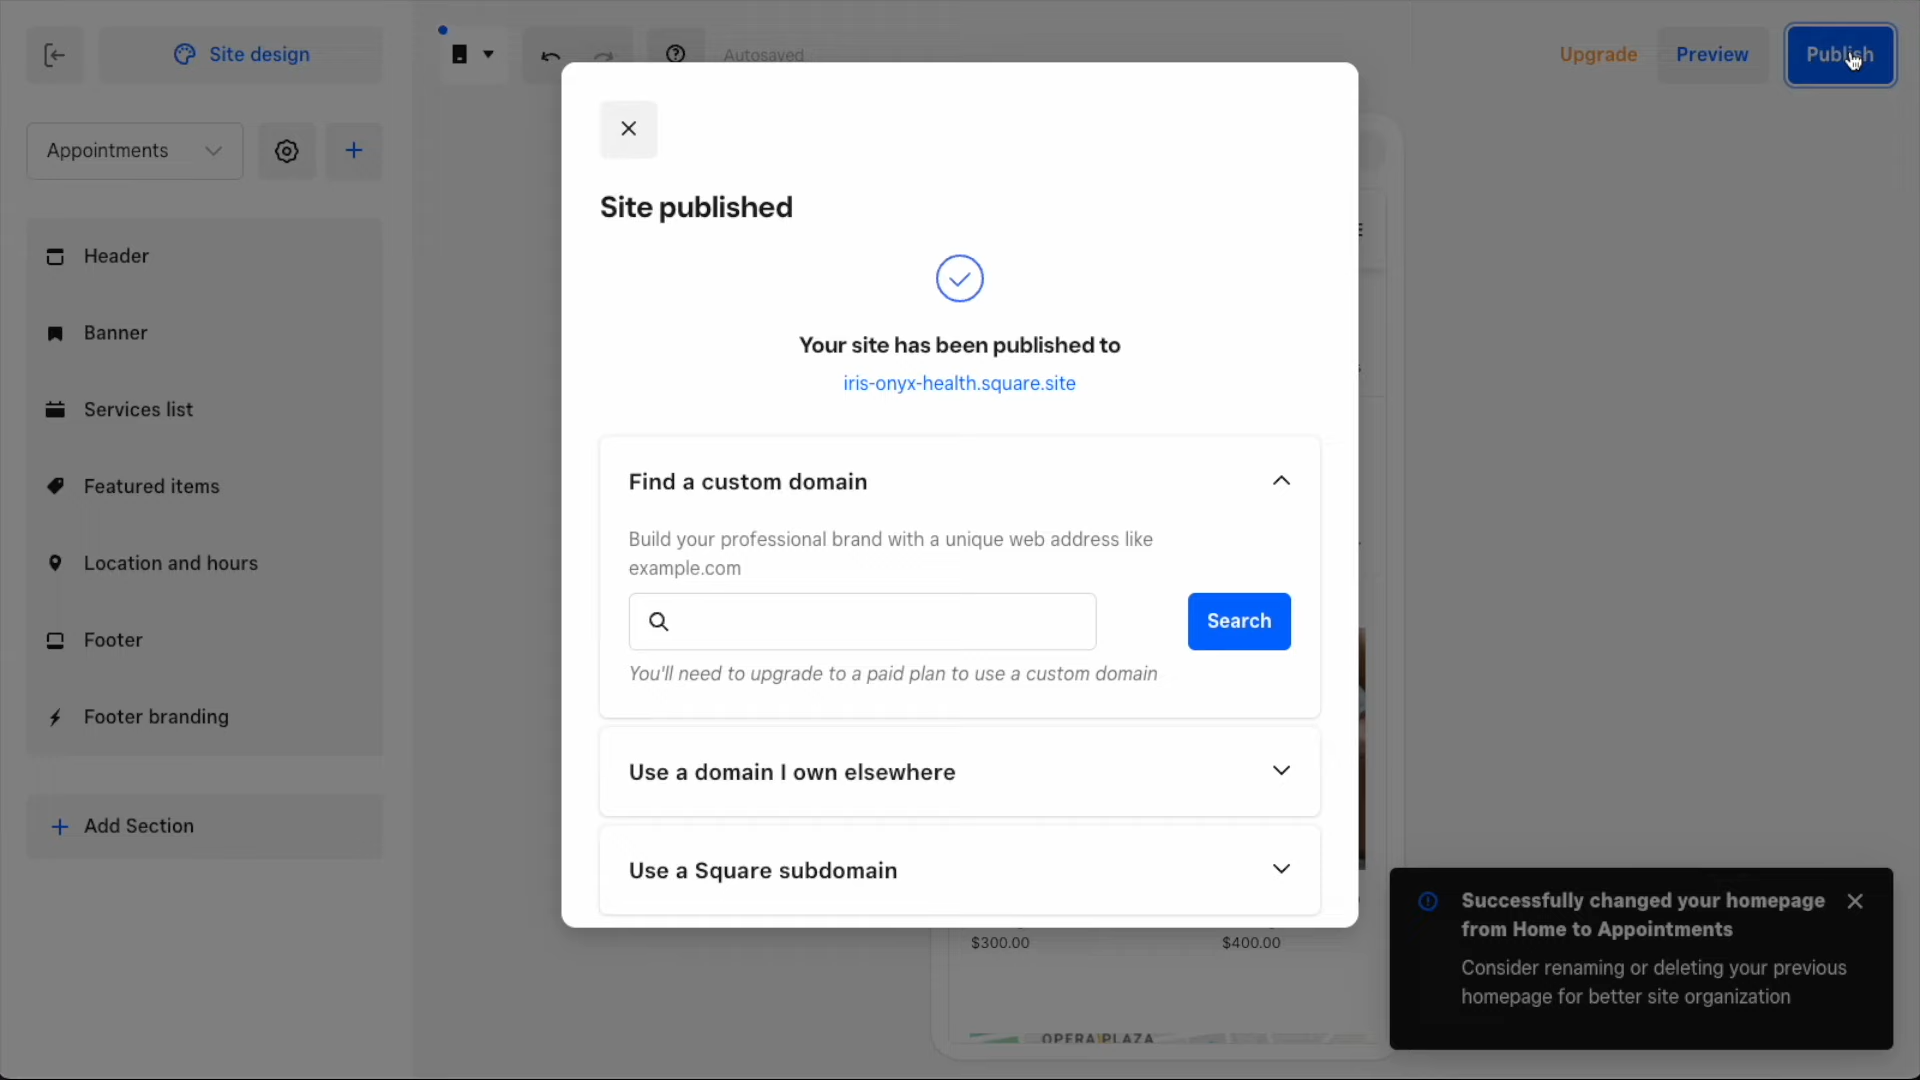 Site design
Autosaved
Upgrade
Preview
Publish
Appointments
Header
Banner
Services list
Featured items
Location and hours
Footer
Footer branding
Add Section
Site published
Your site has been published to
iris-onyx-health.square.site
Find a custom domain
Build your professional brand with a unique web address like
example.com
Search
You'll need to upgrade to a paid plan to use a custom domain
Use a domain I own elsewhere
Use a Square subdomain
$300.00
$400.00
OPERA PLAZA
Successfully changed your homepage
from Home to Appointments
Consider renaming or deleting your previous
homepage for better site organization